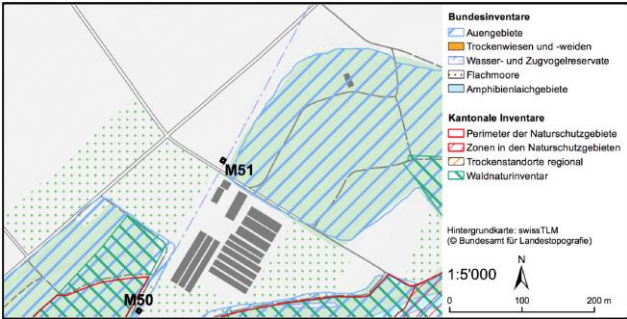 M51
M50
Bundesinventare
Auengebiete
Trockenwiesen und -weiden
Wasser- und Zugvogelreservate
Flachmoore
Amphibienlaichgebiete
Kantonale Inventare
Perimeter der Naturschutzgebiete
Zonen in den Naturschutzgebieten
Trockenstandorte regional
Waldnaturinventar
Hintergrundkarte: swissTLM
(© Bundesamt für Landestopografie)
N
1:5'000
0 100 200 m